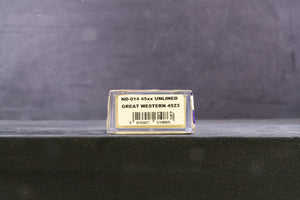 ND-014 45xx UNLINED
GREAT WESTERN 4523